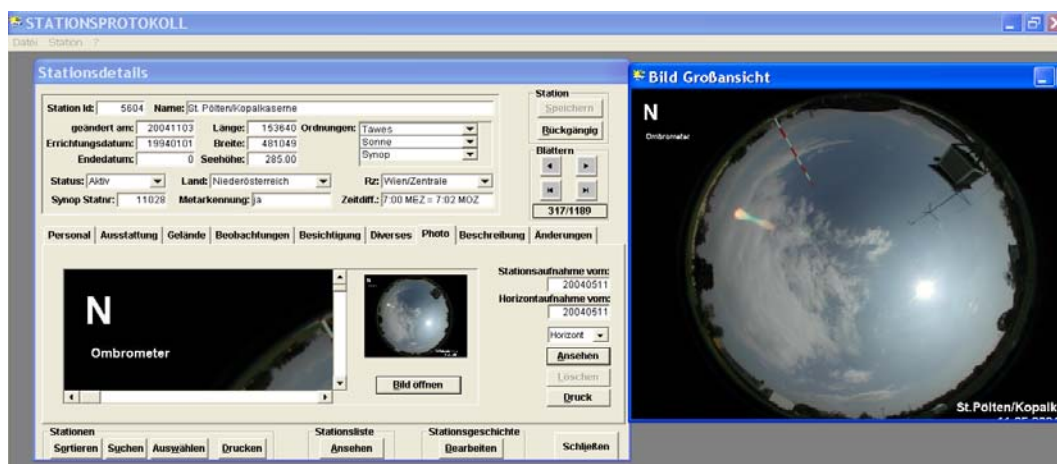 STATIONSPROTOKOLL
Datei Station ?
Stationsdetails
Station Id: 5604 Name: St. Pölten/Kopalkaserne
geändert am: 20041103 Länge: 153640 Ordnungen: Tawes
Errichtungsdatum: 19940101 Breite: 481049 Sonne
Endedatum: 0 Seehöhe: 285.00 Synop
Status: Aktiv Land: Niederösterreich Rz: Wien/Zentrale
Synop Statnr: 11028 Metarkennung: ja Zeitdiff.: 7:00 MEZ = 7:02 MOZ
Station
Speichern
Rückgängig
Blättern
317/1189
Personal Ausstattung Gelände Beobachtungen Besichtigung Diverses Photo Beschreibung Änderungen
N
Ombrometer
Bild öffnen
Stationsaufnahme vom:
20040511
Horizontaufnahme vom:
20040511
Horizont
Ansehen
Löschen
Druck
Stationen
Sortieren Suchen Auswählen Drucken
Stationsliste
Ansehen
Stationsgeschichte
Bearbeiten
Schließen
Bild Großansicht
N
Ombrometer
St.Pölten/Kopalk